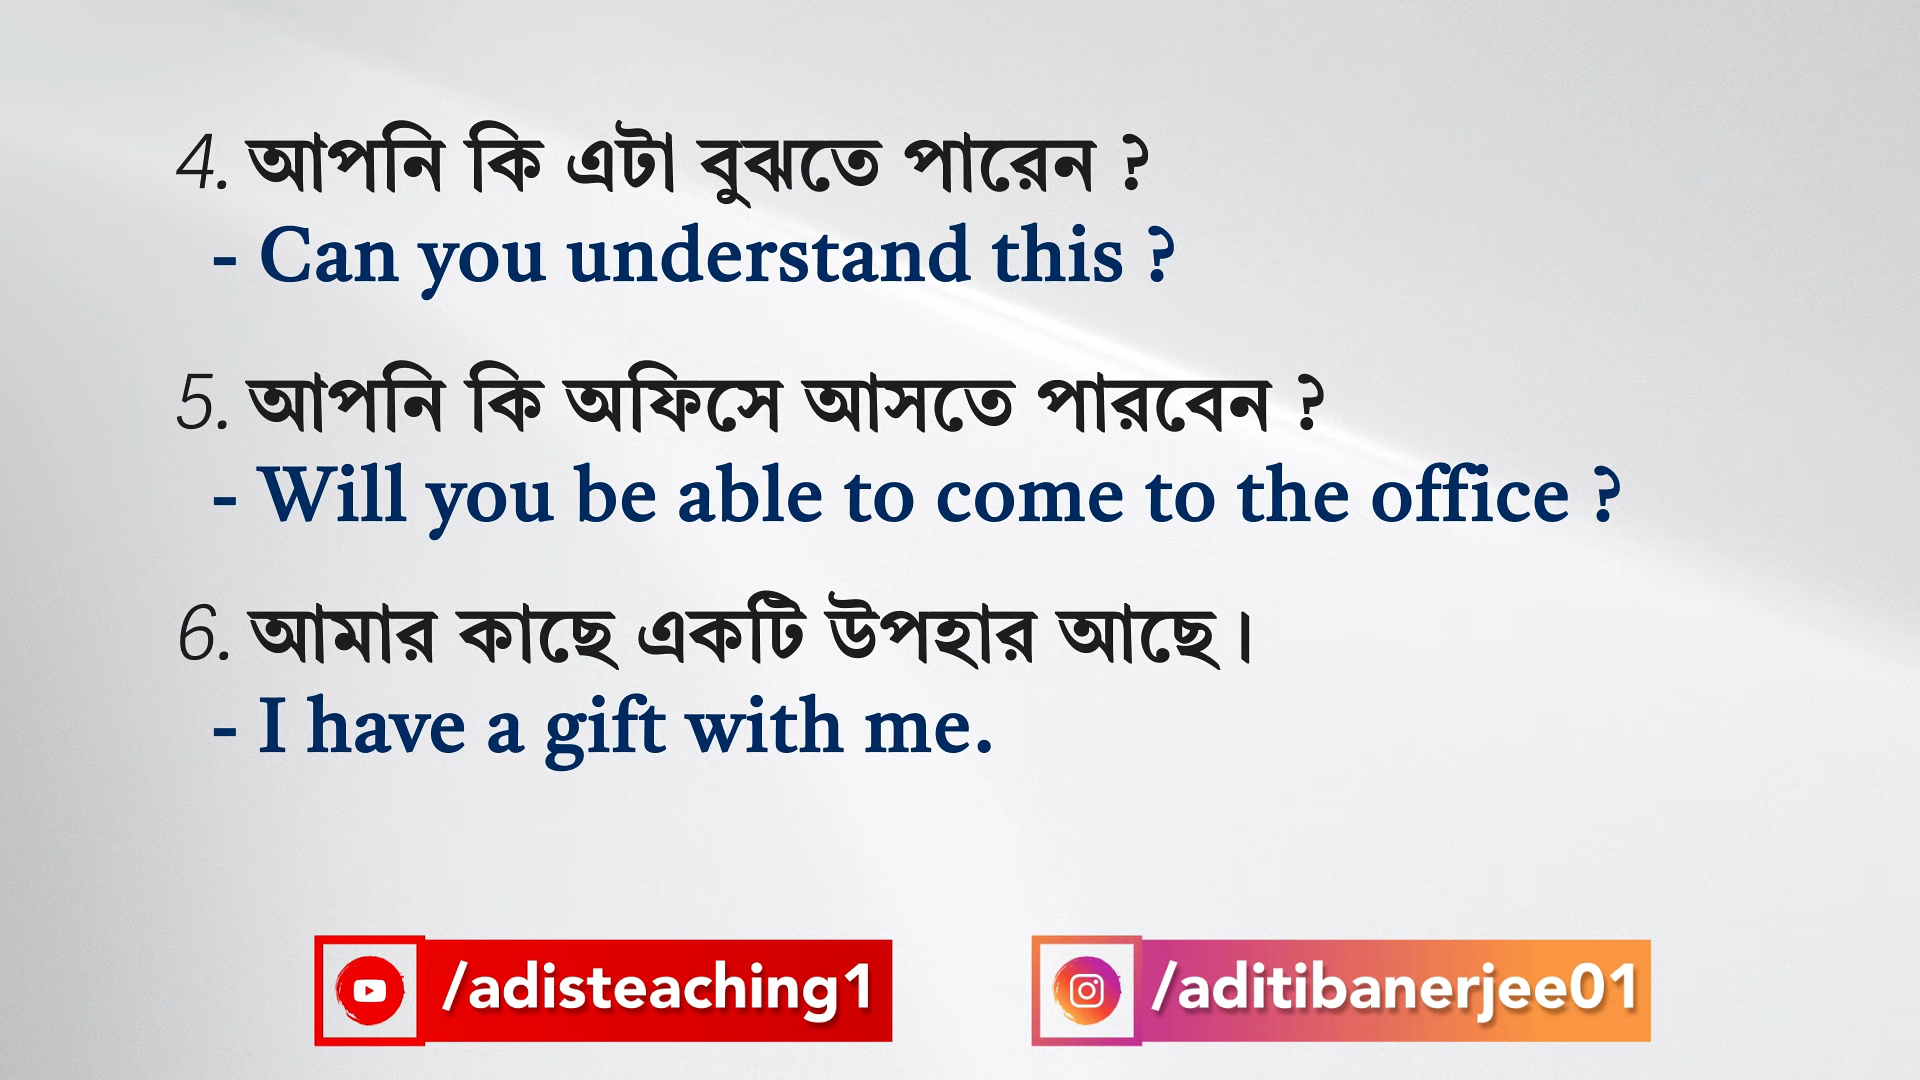 4. আপনি কি এটা বুঝতে পারেন ?
- Can you understand this ?
5. আপনি কি অফিসে আসতে পারবেন ?
- Will you be able to come to the office ?
6. আমার কাছে একটি উপহার আছে।
- I have a gift with me.
/adisteaching1
/aditibanerjee01